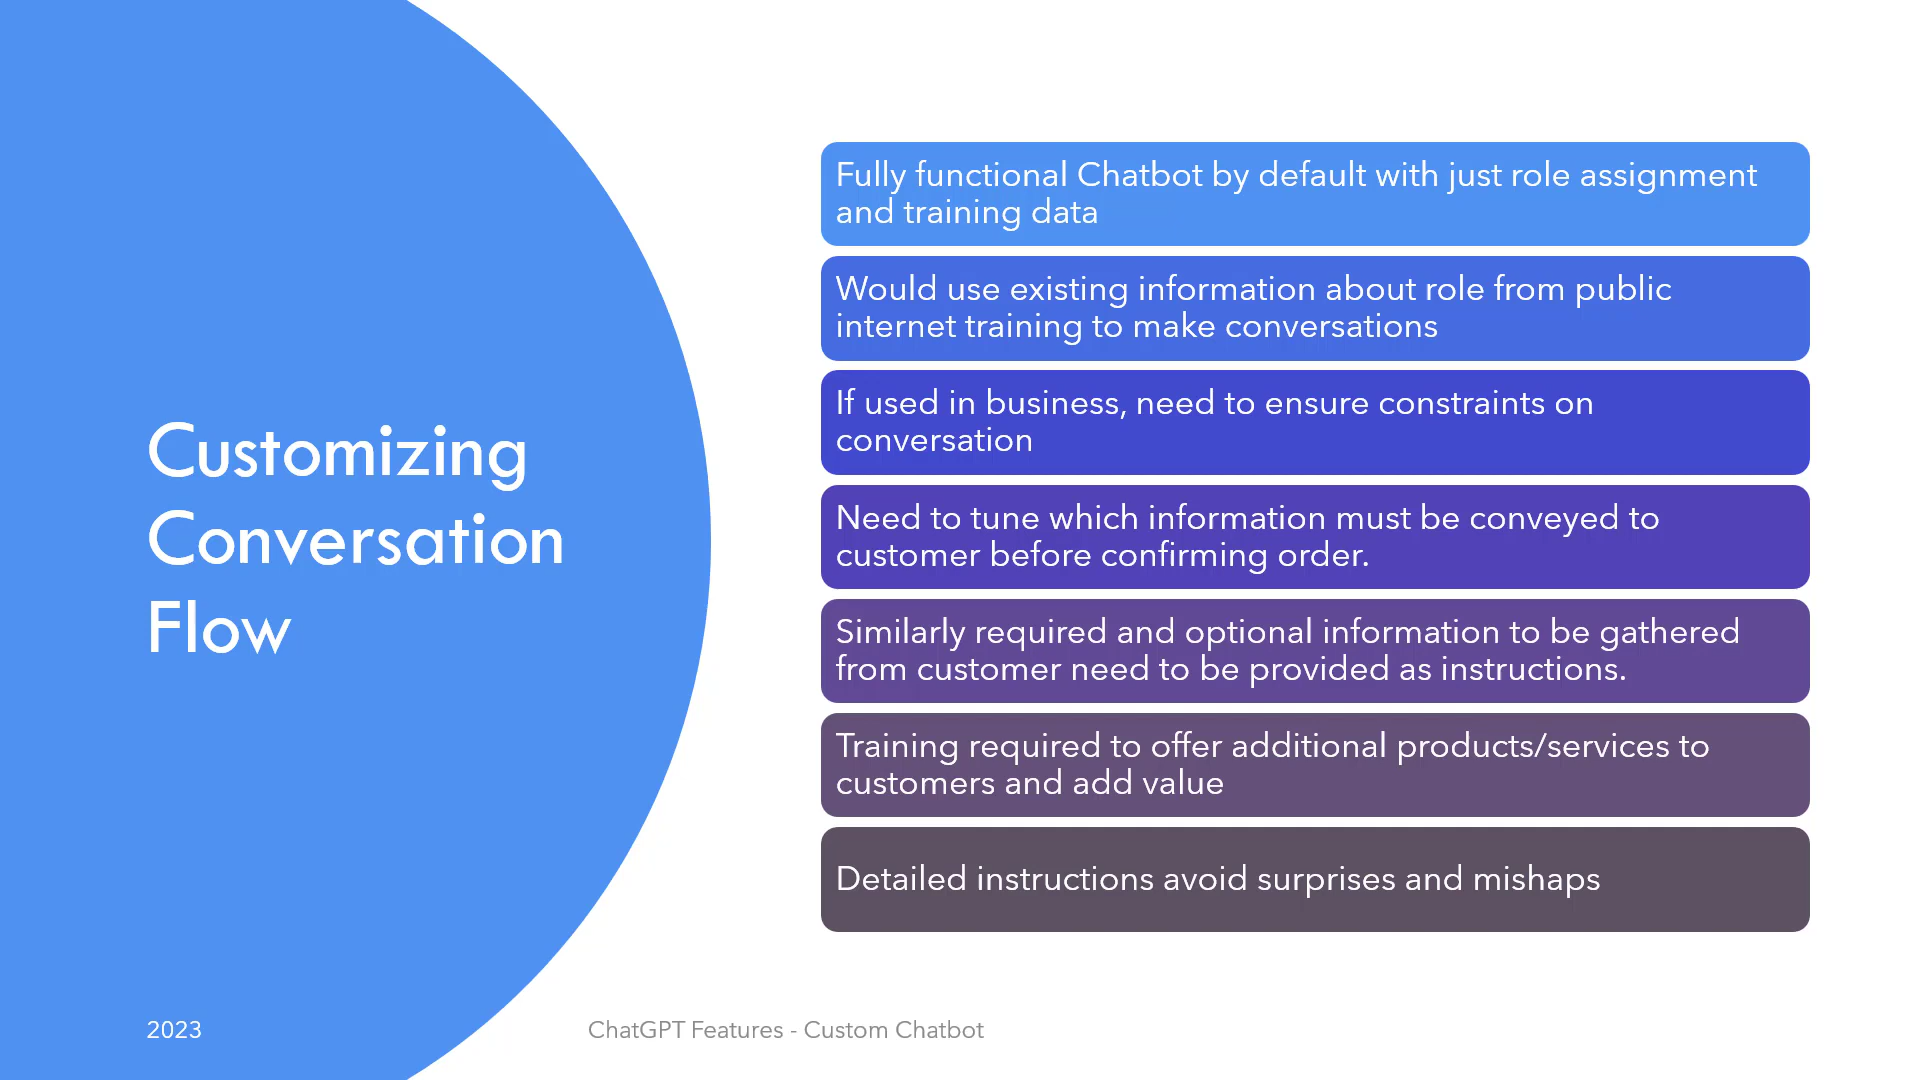 Customizing
Conversation
Flow
Fully functional Chatbot by default with just role assignment
and training data
Would use existing information about role from public
internet training to make conversations
If used in business, need to ensure constraints on
conversation
Need to tune which information must be conveyed to
customer before confirming order.
Similarly required and optional information to be gathered
from customer need to be provided as instructions.
Training required to offer additional products/services to
customers and add value
Detailed instructions avoid surprises and mishaps
2023
ChatGPT Features - Custom Chatbot